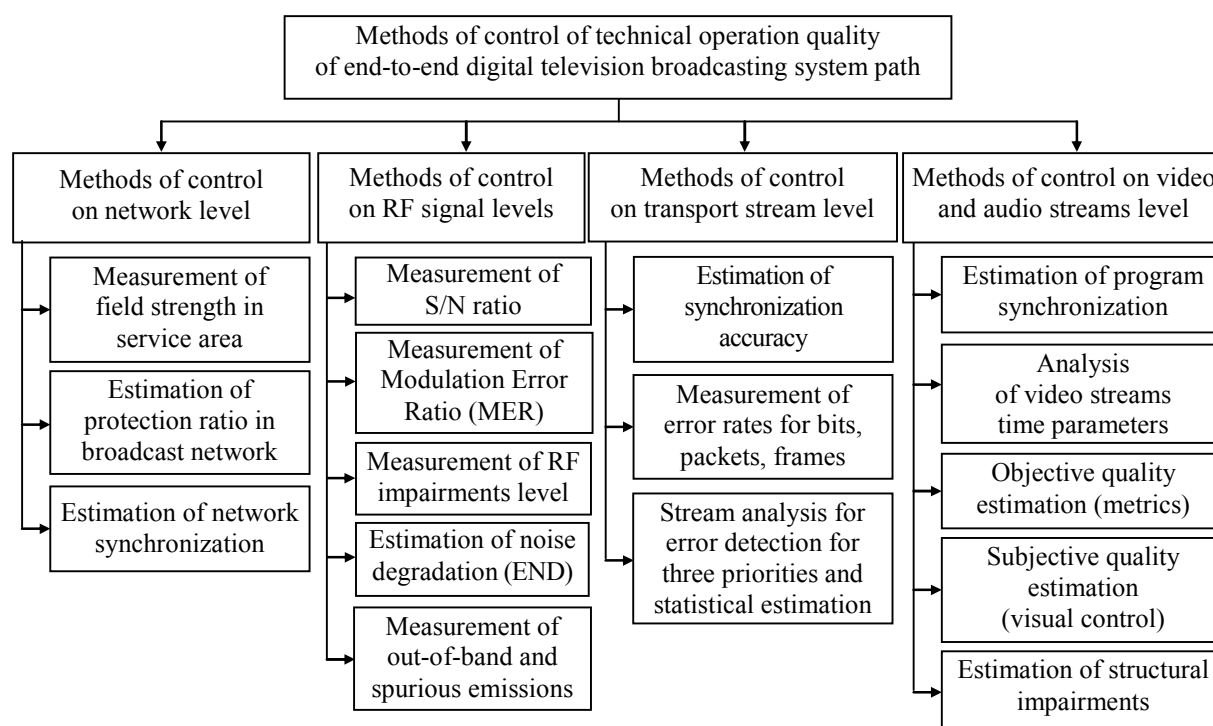 Methods of control of technical operation quality
of end-to-end digital television broadcasting system path
Methods of control
on network level
Measurement of
field strength in
service area
Estimation of
protection ratio in
broadcast network
Estimation of network
synchronization
Methods of control
on RF signal levels
Measurement of
S/N ratio
Measurement of
Modulation Error
Ratio (MER)
Measurement of RF
impairments level
Estimation of noise
degradation (END)
Measurement of
out-of-band and
spurious emissions
Methods of control
on transport stream level
Estimation of
synchronization
accuracy
Measurement of
error rates for bits,
packets, frames
Stream analysis for
error detection for
three priorities and
statistical estimation
Methods of control on video
and audio streams level
Estimation of program
synchronization
Analysis
of video streams
time parameters
Objective quality
estimation (metrics)
Subjective quality
estimation
(visual control)
Estimation of structural
impairments